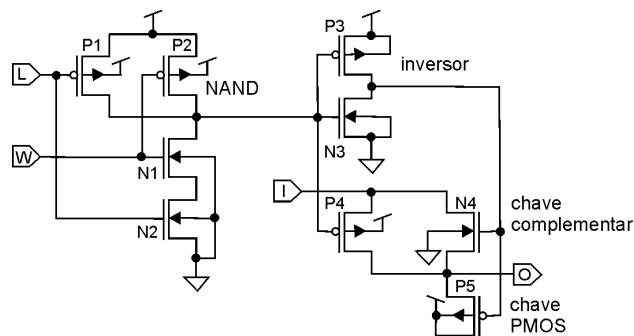 P1
P2
P3
L
inversor
NAND
W
N1
N3
I
P4
N4
chave
complementar
N2
O
P5
chave
PMOS